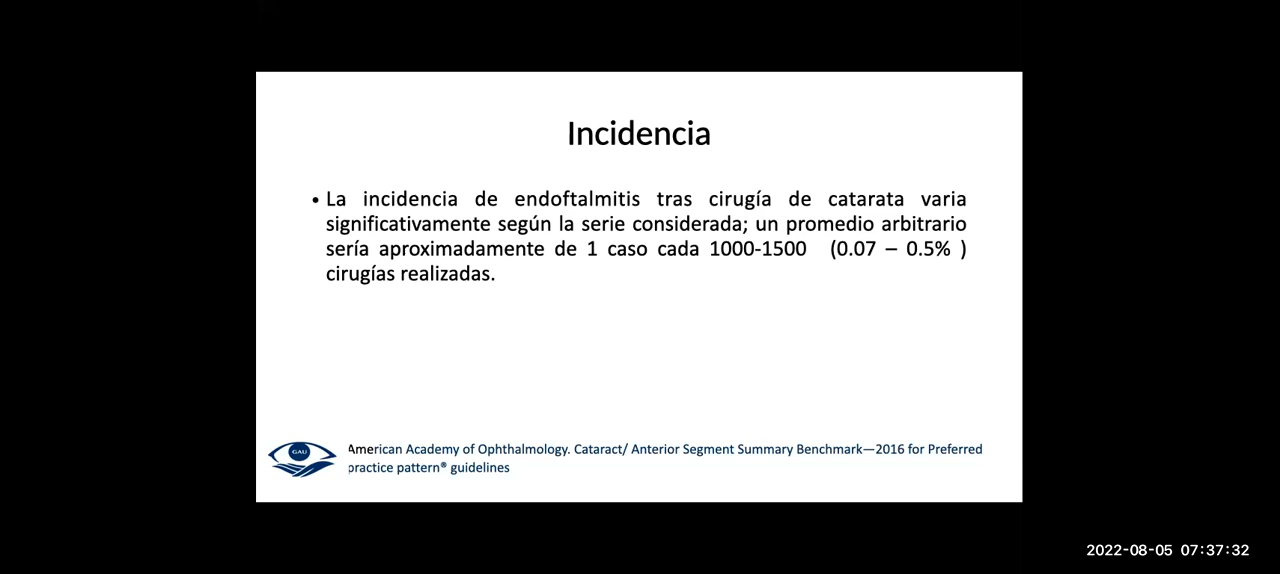 Incidencia
• La incidencia de endoftalmitis tras cirugía de catarata varia
significativamente según la serie considerada; un promedio arbitrario
sería aproximadamente de 1 caso cada 1000-1500 (0.07 – 0.5% )
cirugías realizadas.
GAU
American Academy of Ophthalmology. Cataract/ Anterior Segment Summary Benchmark—2016 for Preferred
practice pattern® guidelines
2022-08-05 07:37:32